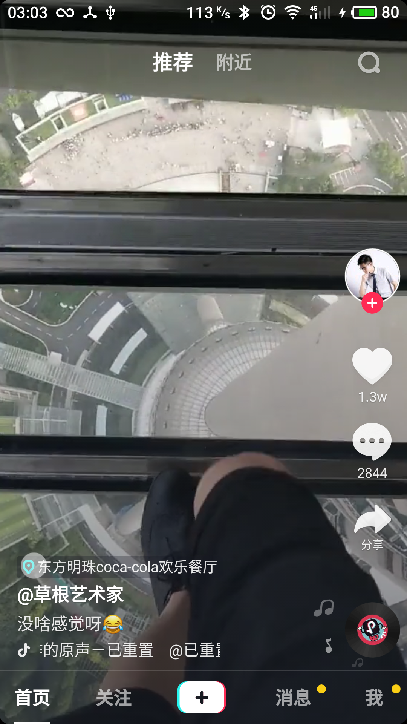 03:03 113 K/s 4G 80
推荐 附近
1.3w
2844
分享
东方明珠coca-cola欢乐餐厅
@草根艺术家
没啥感觉呀😂
的原声－已重置 @已重
首页 关注 消息 我